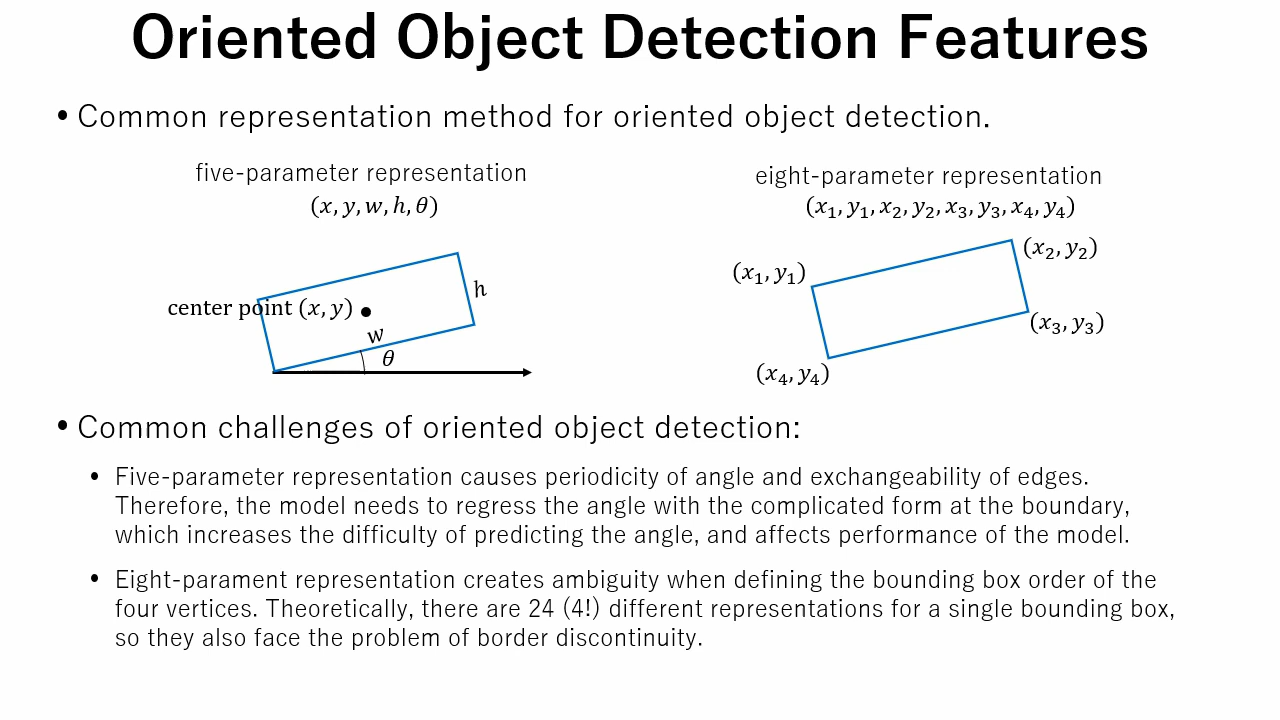 Oriented Object Detection Features
• Common representation method for oriented object detection.
five-parameter representation
(x, y, w, h, θ)
center point (x, y)
h
w
θ
eight-parameter representation
(x₁, y₁, x₂, y₂, x₃, y₃, x₄, y₄)
(x₁, y₁)
(x₂, y₂)
(x₃, y₃)
(x₄, y₄)
• Common challenges of oriented object detection:
• Five-parameter representation causes periodicity of angle and exchangeability of edges.
Therefore, the model needs to regress the angle with the complicated form at the boundary,
which increases the difficulty of predicting the angle, and affects performance of the model.
• Eight-parament representation creates ambiguity when defining the bounding box order of the
four vertices. Theoretically, there are 24 (4!) different representations for a single bounding box,
so they also face the problem of border discontinuity.